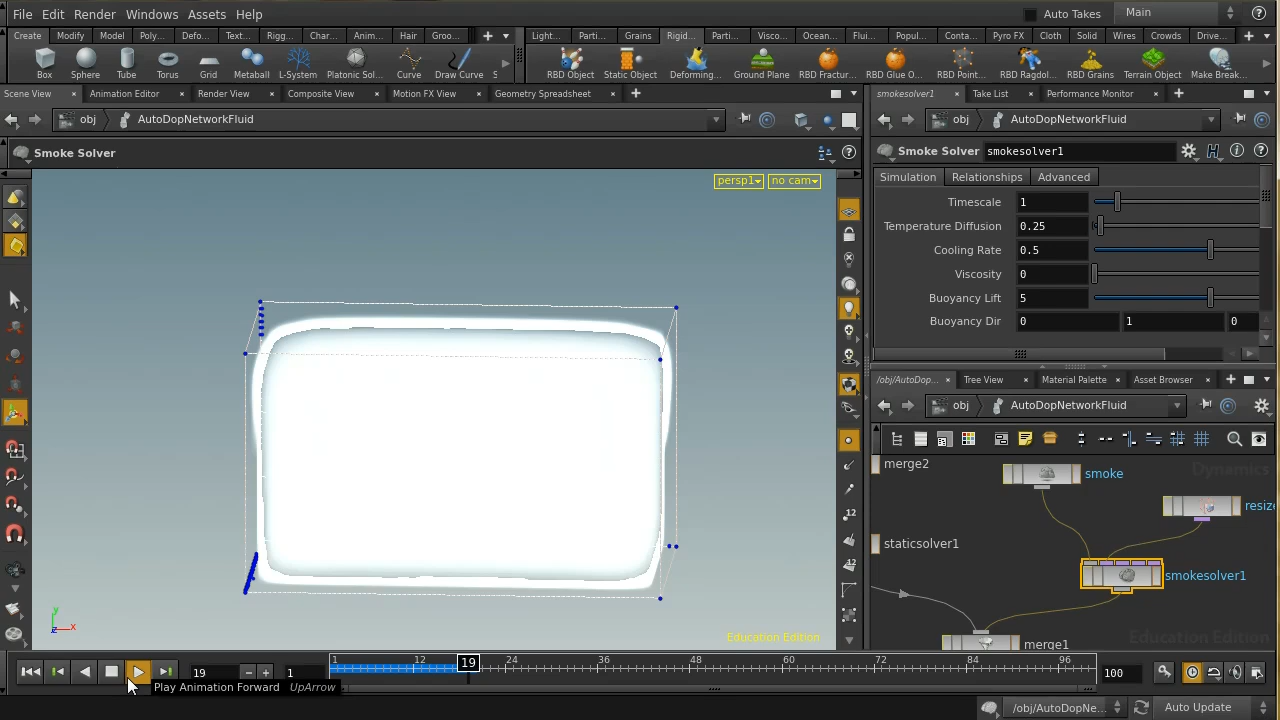 File Edit Render Windows Assets Help Auto Takes Main
Create Modify Model Poly... Defo... Text... Rigg... Char... Anim... Hair Groo... Light... Parti... Grains Rigid... Parti... Visco... Ocean... Flui... Popul... Conta... Pyro FX Cloth Solid Wires Crowds Drive...
Box Sphere Tube Torus Grid Metaball L-System Platonic Sol... Curve Draw Curve S RBD Object Static Object Deforming... Ground Plane RBD Fractur... RBD Glue O... RBD Point... RBD Ragdol... RBD Grains Terrain Object Make Break...
Scene View Animation Editor Render View Composite View Motion FX View Geometry Spreadsheet smokesolver1 Take List Performance Monitor
obj AutoDopNetworkFluid obj AutoDopNetworkFluid
Smoke Solver Smoke Solver smokesolver1
persp1 no cam
Simulation Relationships Advanced
Timescale 1
Temperature Diffusion 0.25
Cooling Rate 0.5
Viscosity 0
Buoyancy Lift 5
Buoyancy Dir 0 1 0
/obj/AutoDop... Tree View Material Palette Asset Browser
obj AutoDopNetworkFluid
merge2 smoke Dynamics
resize
staticsolver1
smokesolver1
12
12
y
z x
Education Edition Education Edition
merge1
19 1 1 12 19 24 36 48 60 72 84 96 100
Play Animation Forward UpArrow
/obj/AutoDopNe... Auto Update